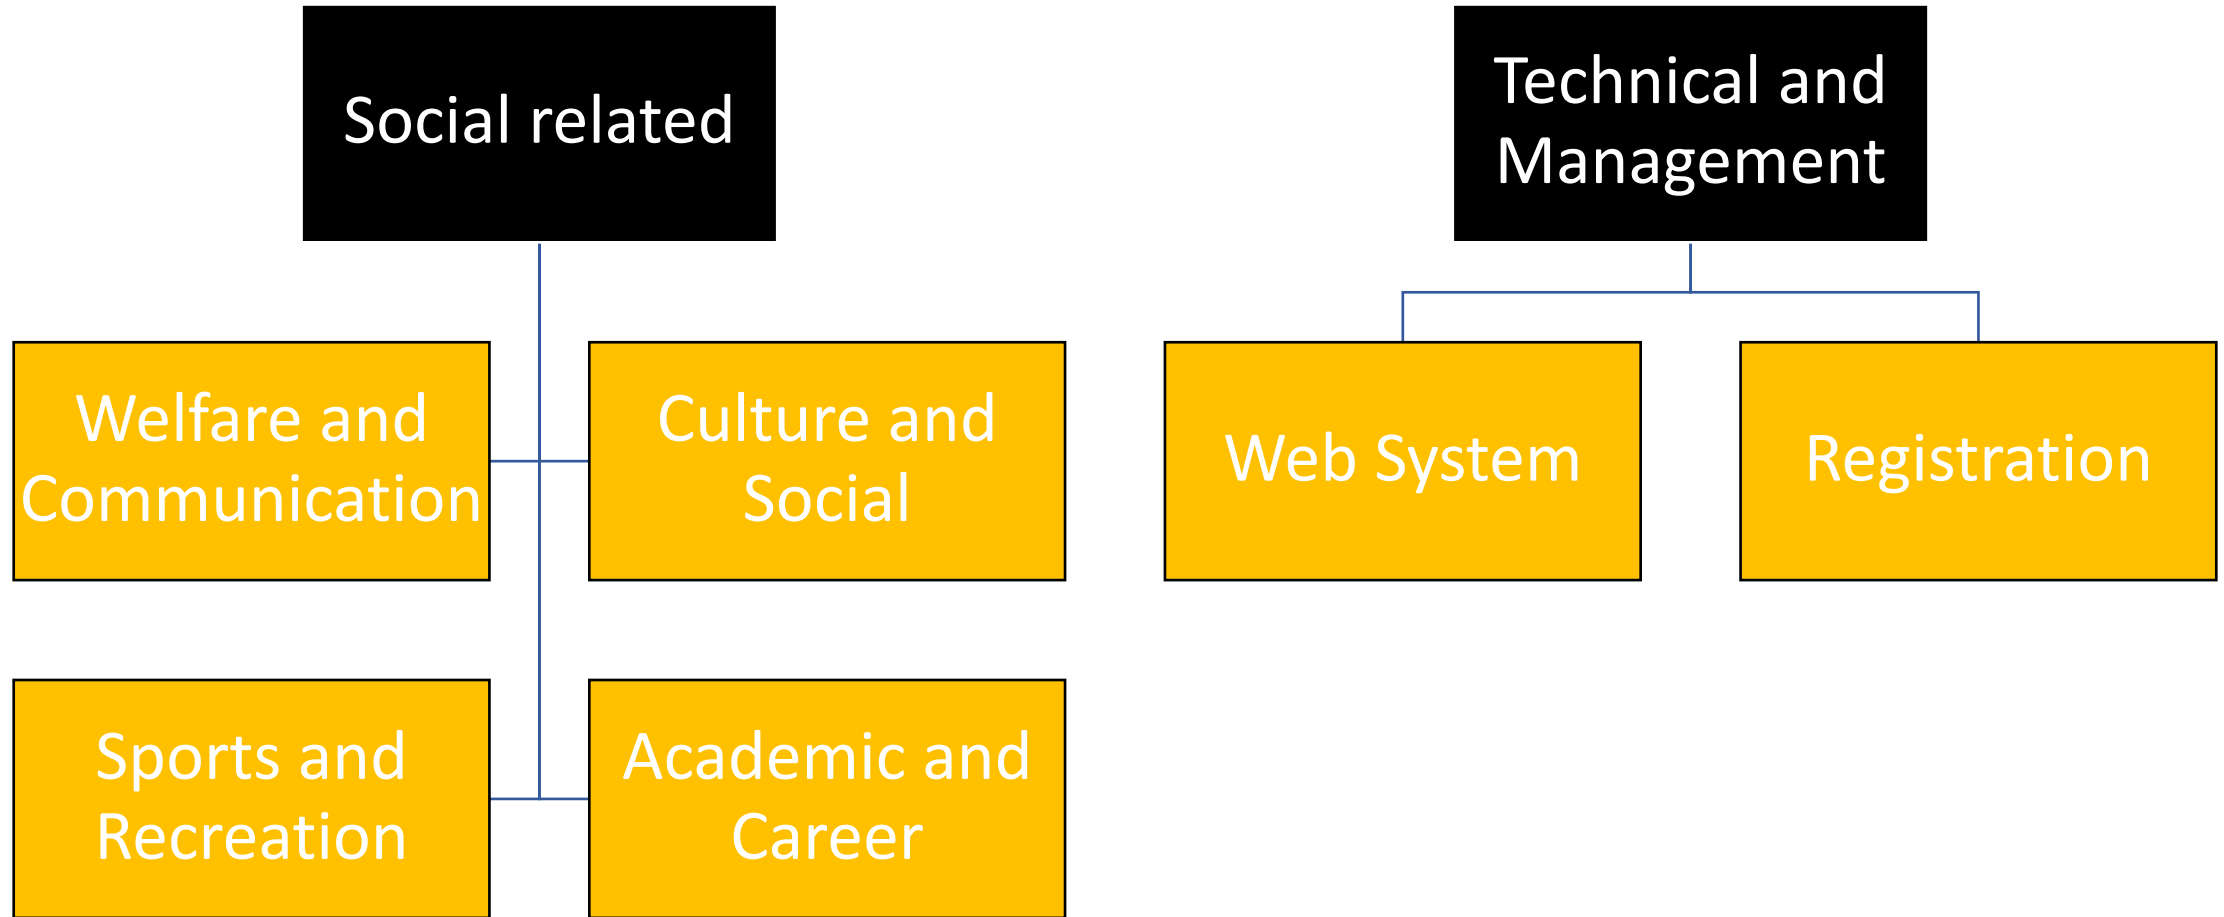 Social related
Technical and
Management
Welfare and
Communication
Culture and
Social
Web System
Registration
Sports and
Recreation
Academic and
Career